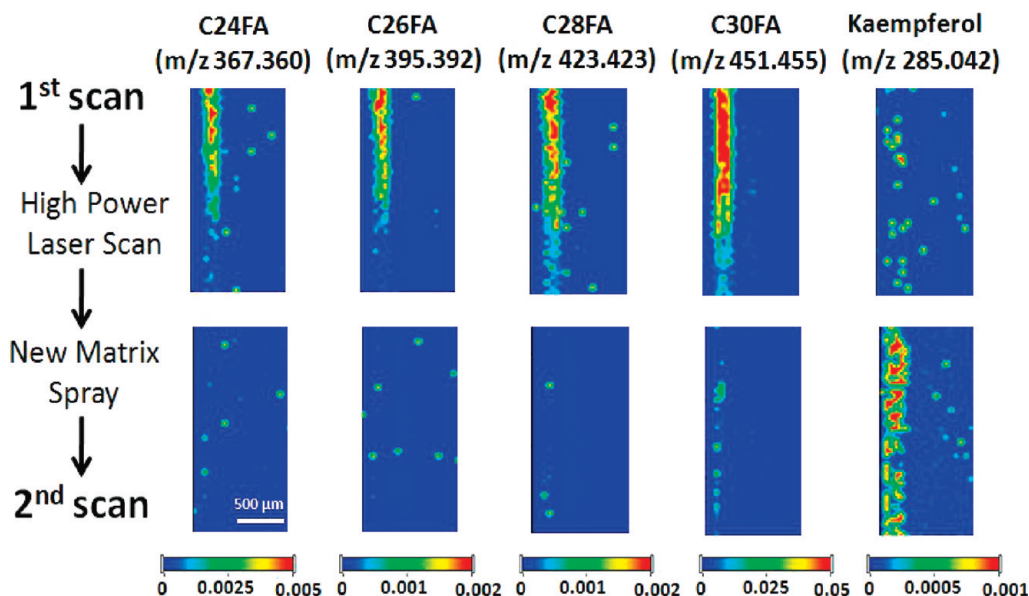 C24FA
(m/z 367.360)
C26FA
(m/z 395.392)
C28FA
(m/z 423.423)
C30FA
(m/z 451.455)
Kaempferol
(m/z 285.042)
1st scan
High Power
Laser Scan
New Matrix
Spray
2nd scan
500 μm
0 0.0025 0.005
0 0.001 0.002
0 0.001 0.002
0 0.025 0.05
0 0.0005 0.001